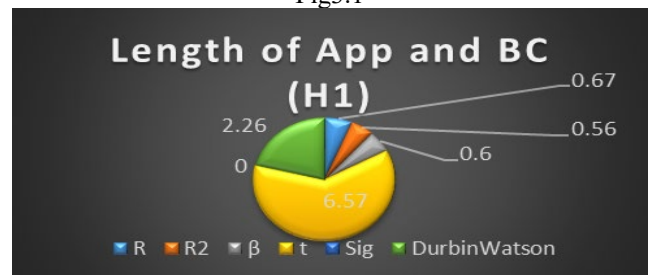 Fig3.1
Length of App and BC
(H1)
0.67
2.26
0.56
0.6
0
6.57
R R2 β t Sig DurbinWatson